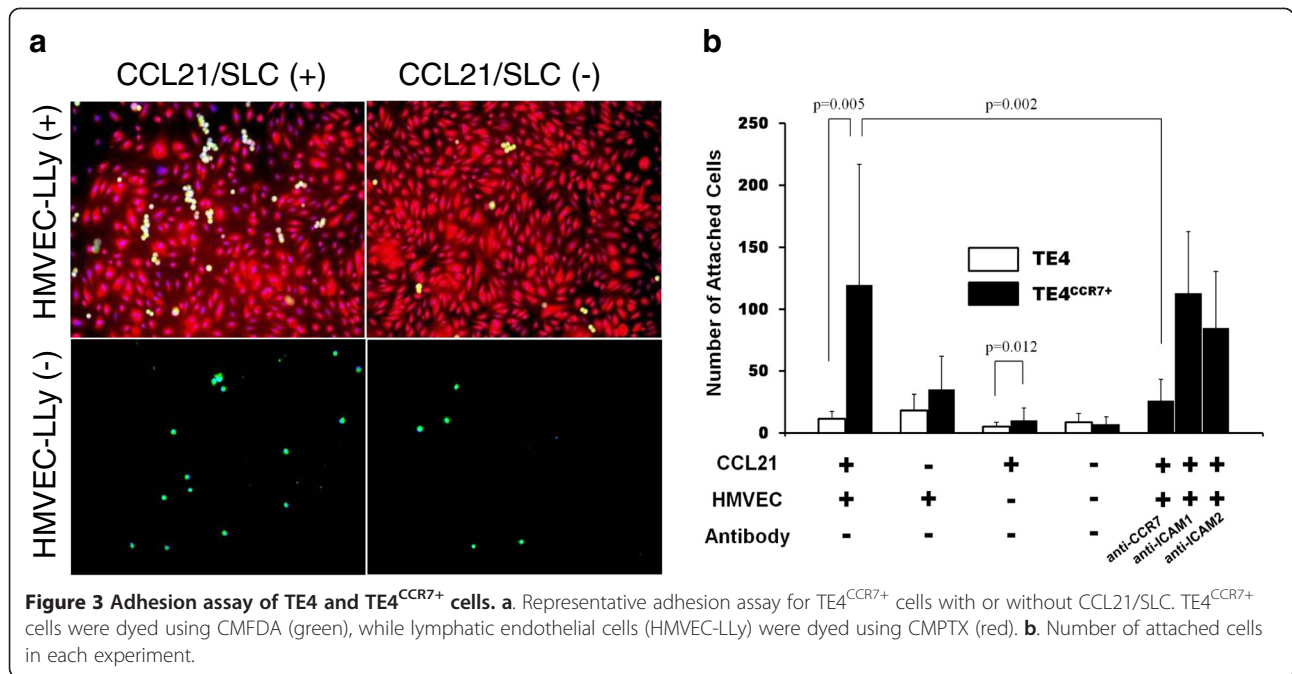 a
CCL21/SLC (+) CCL21/SLC (-)
HMVEC-LLy (+)
HMVEC-LLy (-)
b
p=0.005 p=0.002
p=0.012
Number of Attached Cells
250
200
150
100
50
0
TE4
TE4CCR7+
CCL21 + - + - + + +
HMVEC + + - - + + +
Antibody - - - - anti-CCR7 anti-ICAM1 anti-ICAM2
Figure 3 Adhesion assay of TE4 and TE4CCR7+ cells. a. Representative adhesion assay for TE4CCR7+ cells with or without CCL21/SLC. TE4CCR7+
cells were dyed using CMFDA (green), while lymphatic endothelial cells (HMVEC-LLy) were dyed using CMPTX (red). b. Number of attached cells
in each experiment.